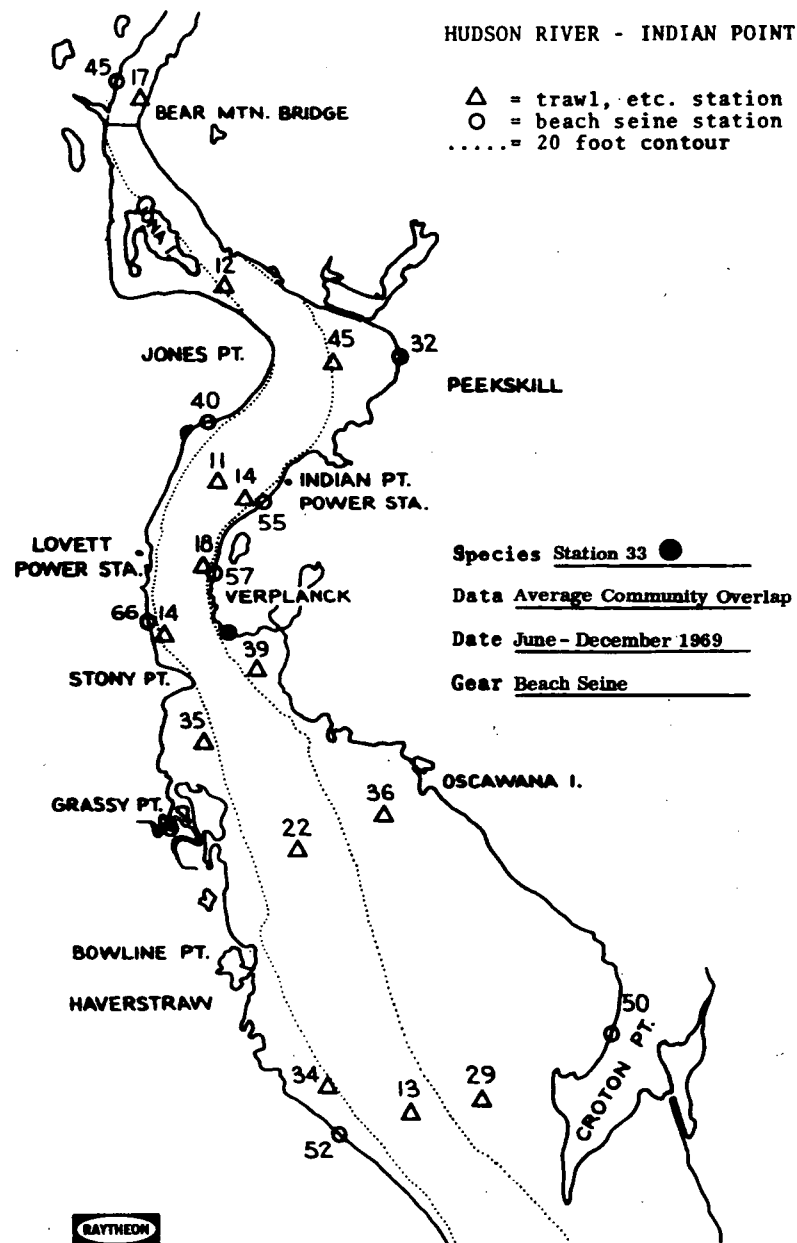 HUDSON RIVER - INDIAN POINT
△ = trawl, etc. station
○ = beach seine station
.....= 20 foot contour
45
17
BEAR MTN. BRIDGE
IONA I.
12
45
32
JONES PT.
PEEKSKILL
40
11
14
INDIAN PT.
POWER STA.
55
LOVETT
POWER STA.
18
57
VERPLANCK
Species Station 33 ●
Data Average Community Overlap
Date June - December 1969
Gear Beach Seine
66
14
39
STONY PT.
35
OSCAWANA I.
36
GRASSY PT.
22
BOWLINE PT.
HAVERSTRAW
50
CROTON PT.
34
13
29
52
RAYTHEON